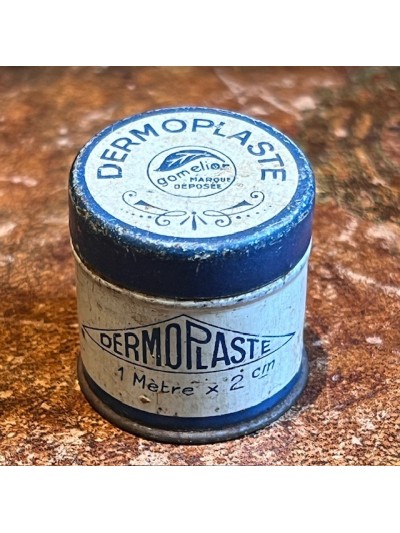 DERMOPLASTE
gomelior
MARQUE
DÉPOSÉE
DERMOPLASTE
1 Mètre x 2 cm